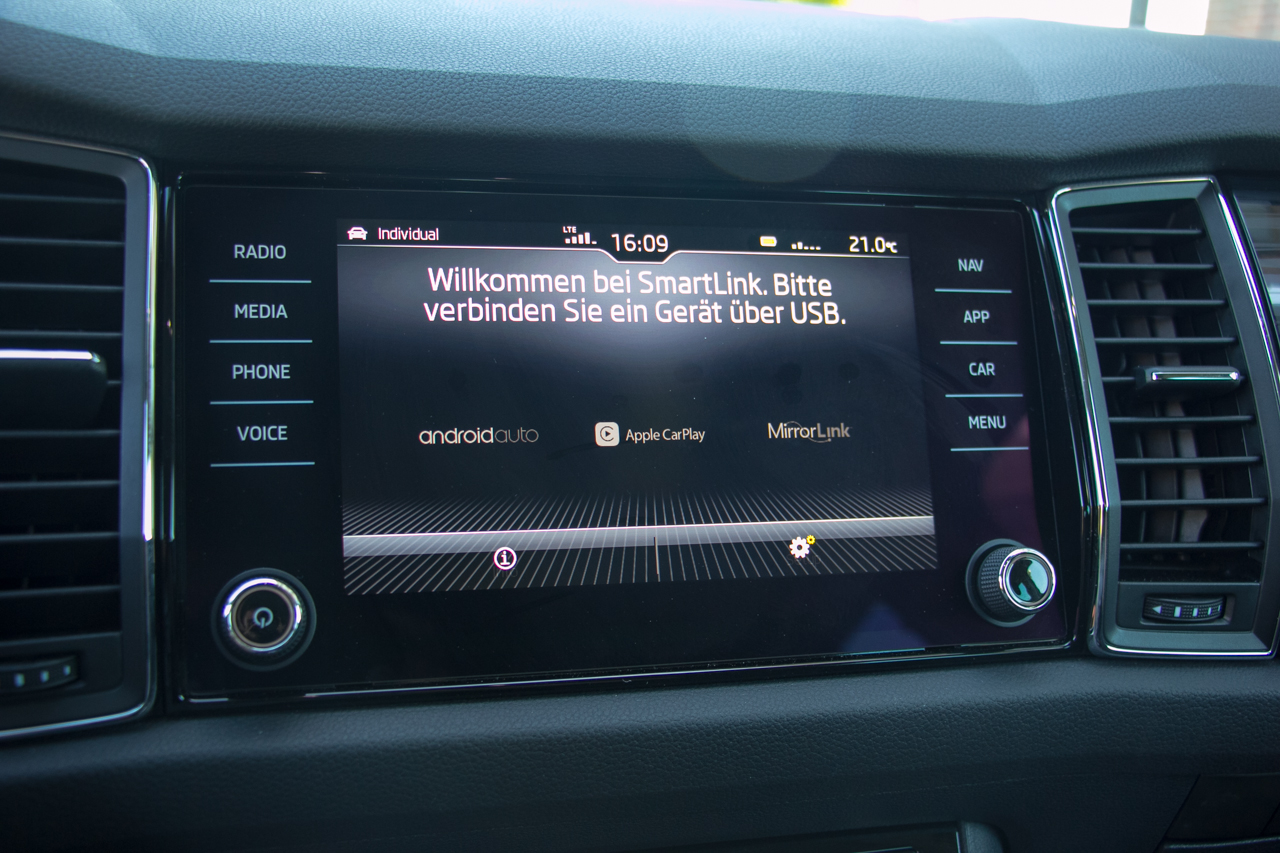 Individual
LTE
16:09
21.0°C
RADIO
MEDIA
PHONE
VOICE
Willkommen bei SmartLink. Bitte
verbinden Sie ein Gerät über USB.
androidauto
Apple CarPlay
MirrorLink
NAV
APP
CAR
MENU